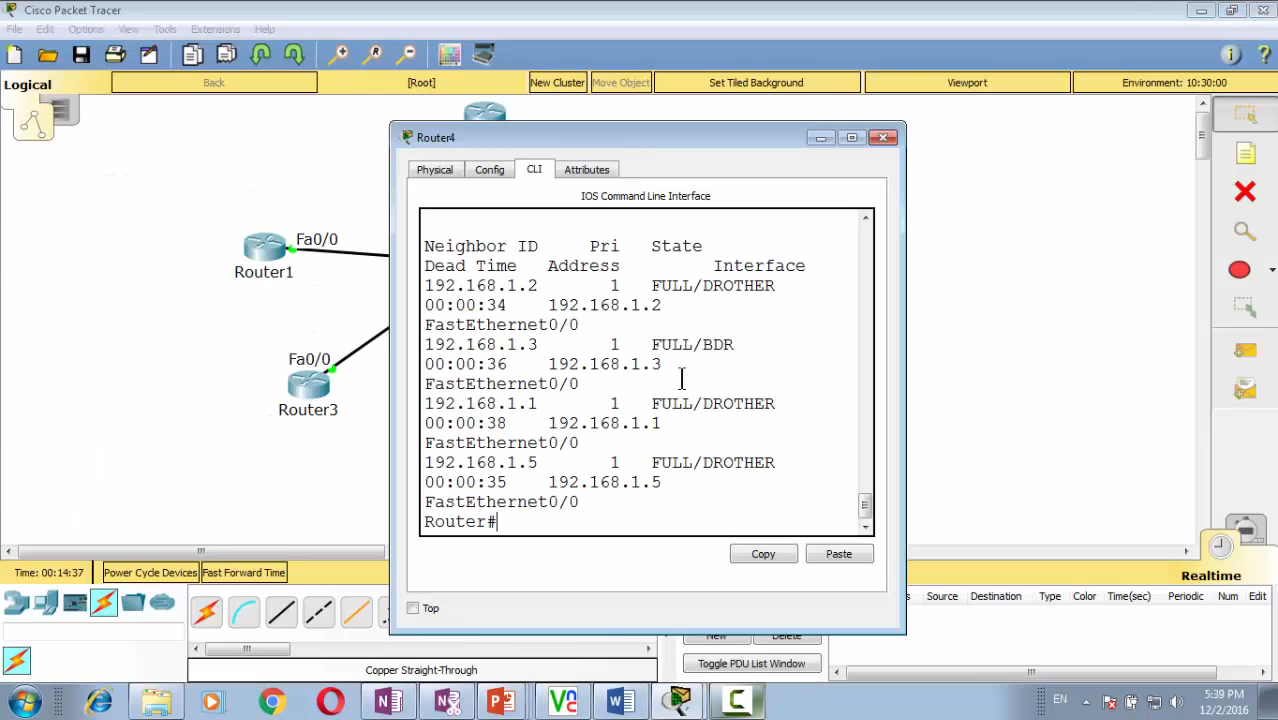 Cisco Packet Tracer
File Edit Options View Tools Extensions Help
Logical Back [Root] New Cluster Move Object Set Tiled Background Viewport Environment: 10:30:00
Router4
Physical Config CLI Attributes
IOS Command Line Interface
Neighbor ID Pri State
Dead Time Address Interface
192.168.1.2 1 FULL/DROTHER
00:00:34 192.168.1.2
FastEthernet0/0
192.168.1.3 1 FULL/BDR
00:00:36 192.168.1.3
FastEthernet0/0
192.168.1.1 1 FULL/DROTHER
00:00:38 192.168.1.1
FastEthernet0/0
192.168.1.5 1 FULL/DROTHER
00:00:35 192.168.1.5
FastEthernet0/0
Router#
Copy Paste
Top
Fa0/0
Router1
Fa0/0
Router3
Time: 00:14:37 Power Cycle Devices Fast Forward Time Realtime
Source Destination Type Color Time(sec) Periodic Num Edit
New Delete
Toggle PDU List Window
Copper Straight-Through
EN 5:39 PM
12/2/2016